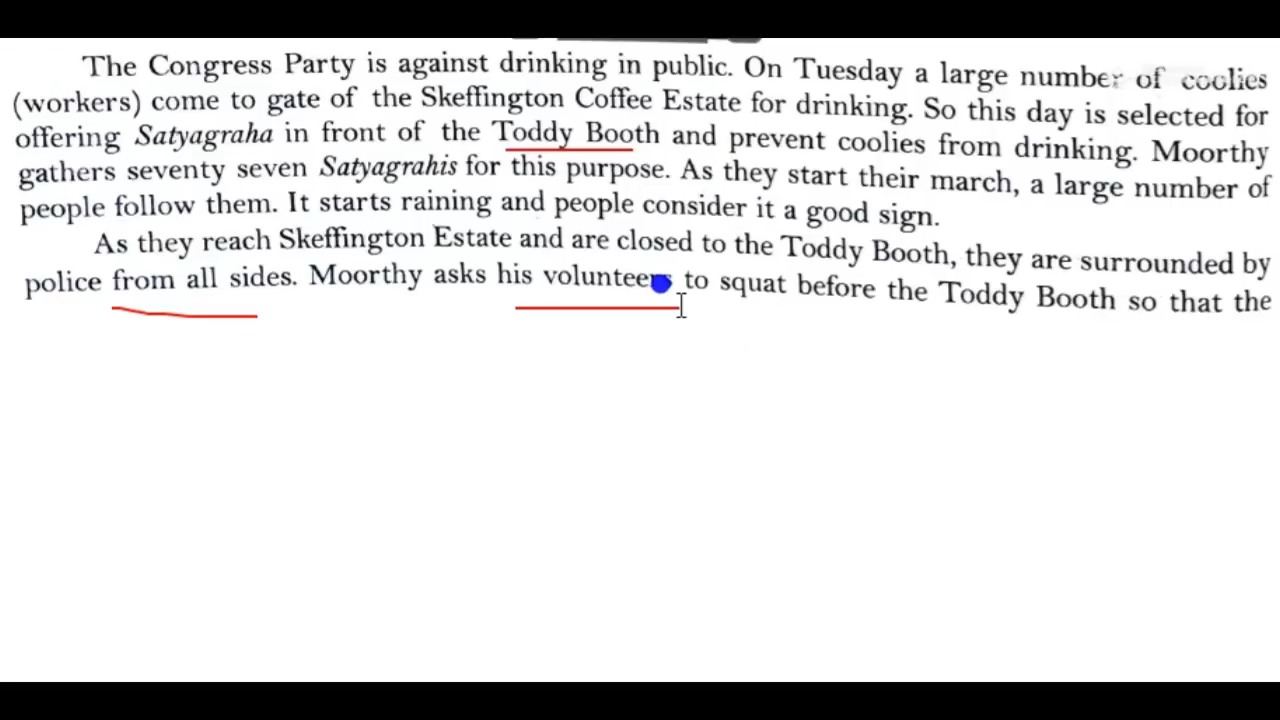 The Congress Party is against drinking in public. On Tuesday a large number of coolies
(workers) come to gate of the Skeffington Coffee Estate for drinking. So this day is selected for
offering Satyagraha in front of the Toddy Booth and prevent coolies from drinking. Moorthy
gathers seventy seven Satyagrahis for this purpose. As they start their march, a large number of
people follow them. It starts raining and people consider it a good sign.
As they reach Skeffington Estate and are closed to the Toddy Booth, they are surrounded by
police from all sides. Moorthy asks his volunteers to squat before the Toddy Booth so that the